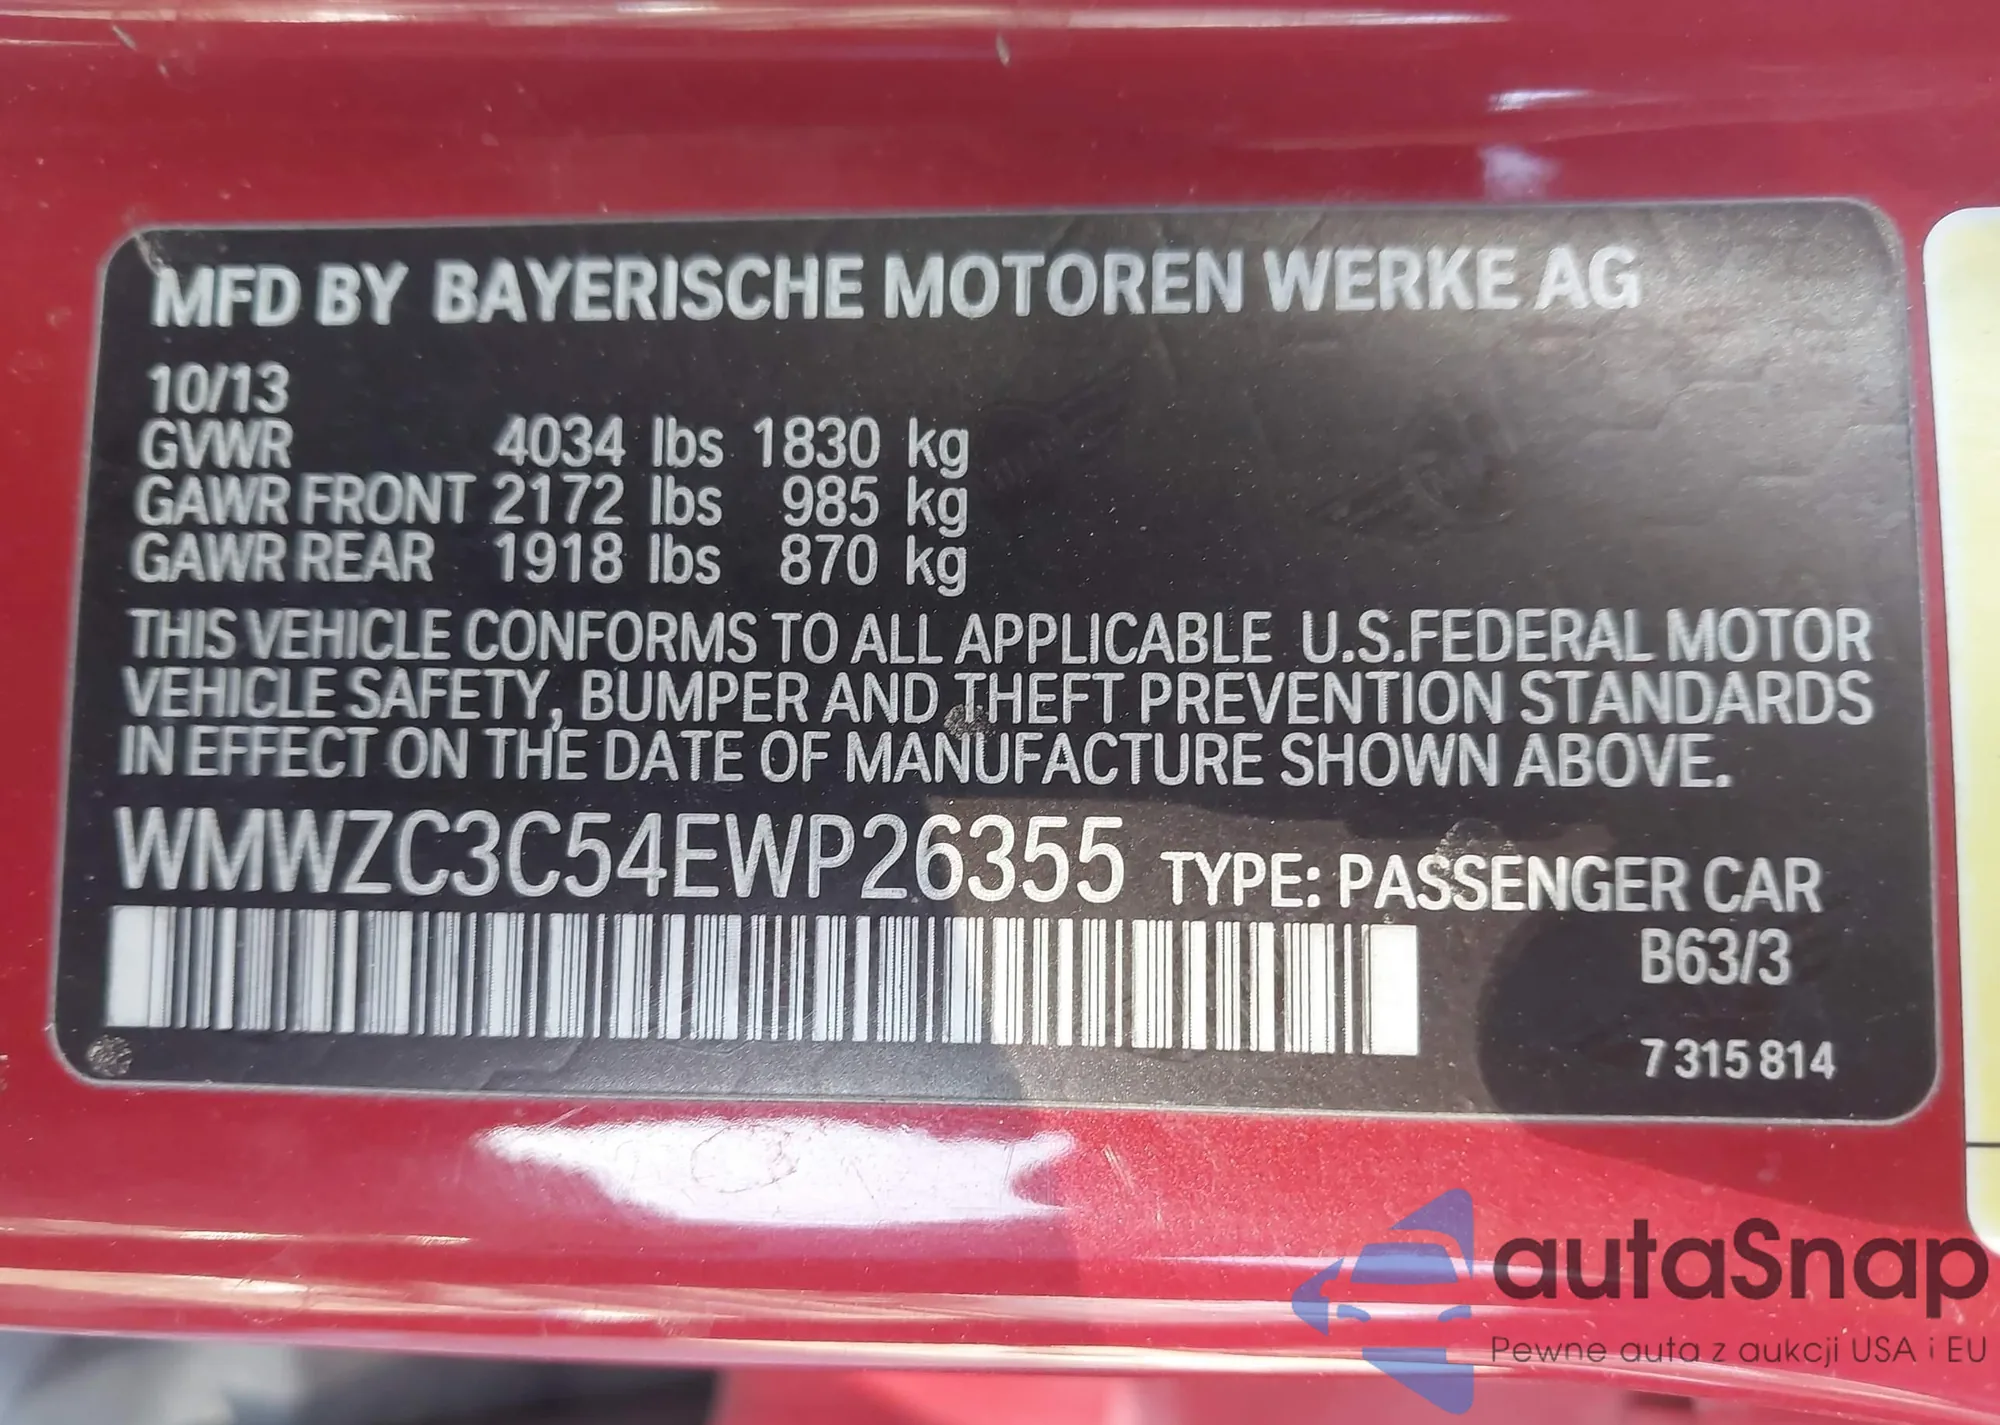 MFD BY BAYERISCHE MOTOREN WERKE AG
10/13
GVWR 4034 lbs 1830 kg
GAWR FRONT 2172 lbs 985 kg
GAWR REAR 1918 lbs 870 kg
THIS VEHICLE CONFORMS TO ALL APPLICABLE U.S.FEDERAL MOTOR
VEHICLE SAFETY, BUMPER AND THEFT PREVENTION STANDARDS
IN EFFECT ON THE DATE OF MANUFACTURE SHOWN ABOVE.
WMWZC3C54EWP26355 TYPE: PASSENGER CAR
B63/3
7 315 814
autaSnap
Pewne auta z aukcji USA i EU